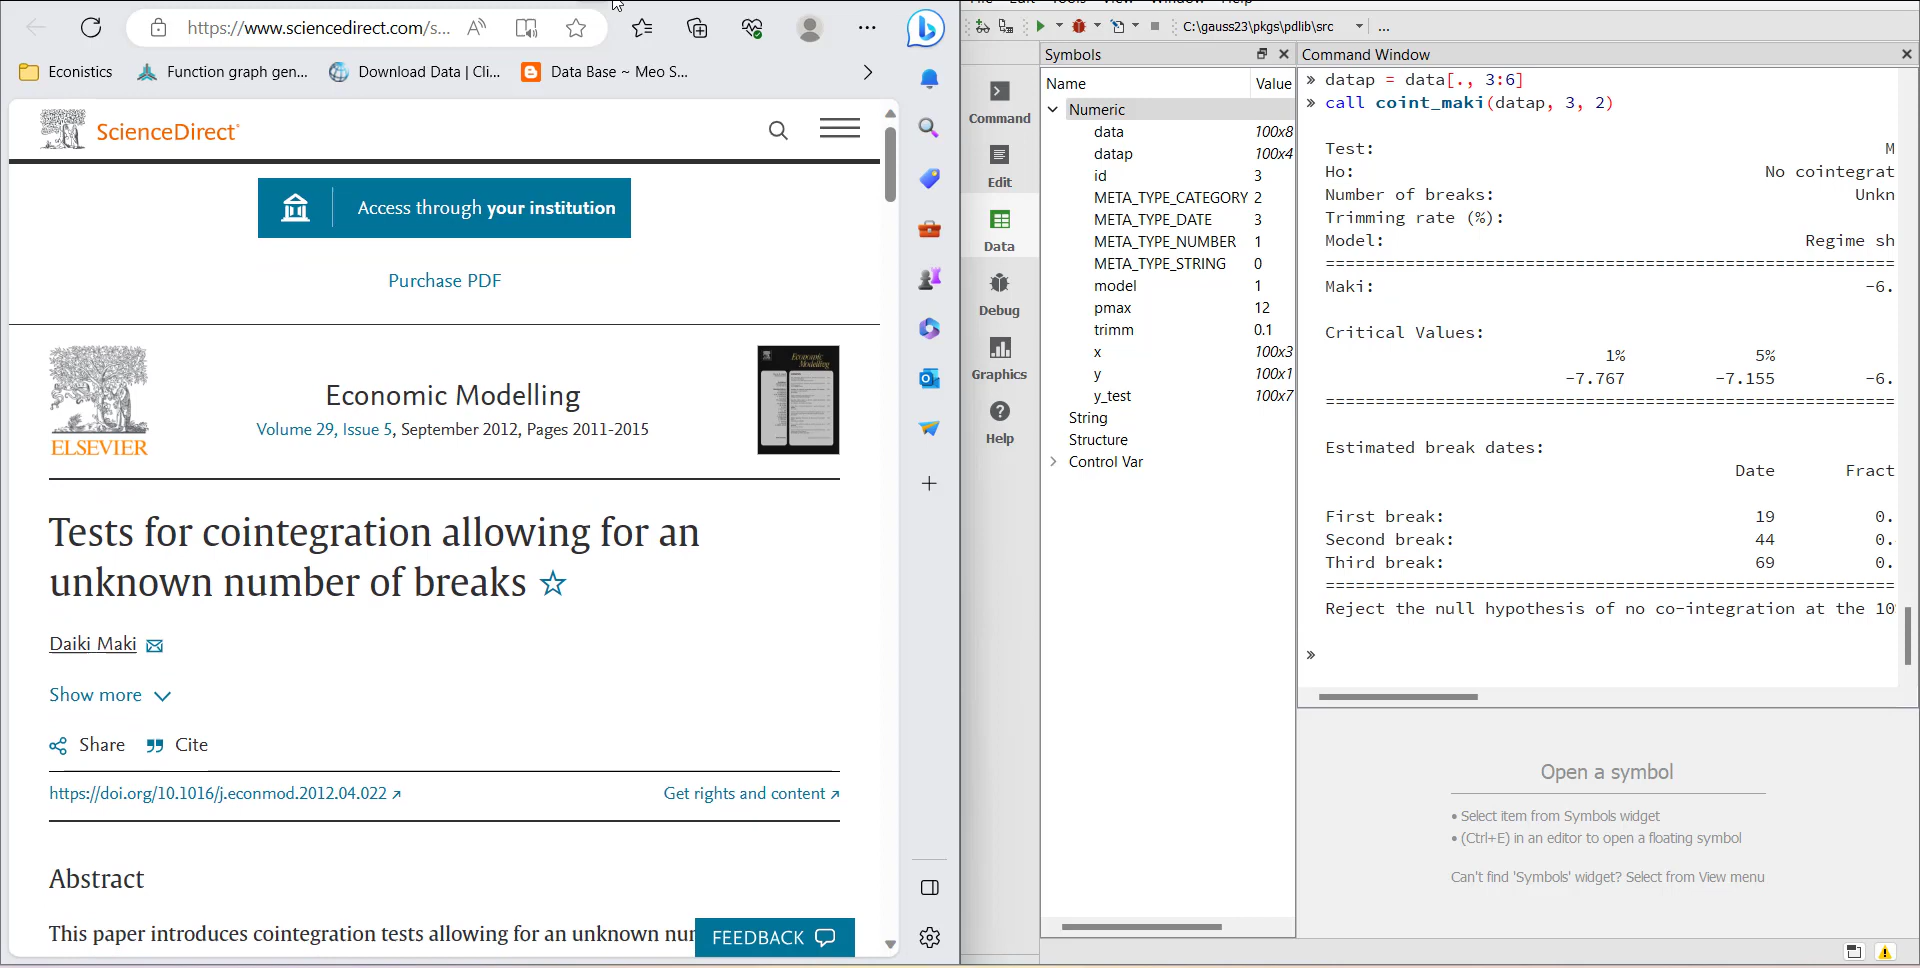 https://www.sciencedirect.com/s...
Econistics
Function graph gen...
Download Data | Cli...
Data Base ~ Meo S...
ScienceDirect
Access through your institution
Purchase PDF
ELSEVIER
Economic Modelling
Volume 29, Issue 5, September 2012, Pages 2011-2015
Economic Modelling
Tests for cointegration allowing for an
unknown number of breaks ☆
Daiki Maki
Show more
Share
Cite
https://doi.org/10.1016/j.econmod.2012.04.022
Get rights and content
Abstract
This paper introduces cointegration tests allowing for an unknown nur
FEEDBACK
C:\gauss23\pkgs\pdlib\src
...
Command
Edit
Data
Debug
Graphics
Help
Symbols
Name Value
Numeric
data 100x8
datap 100x4
id 3
META_TYPE_CATEGORY 2
META_TYPE_DATE 3
META_TYPE_NUMBER 1
META_TYPE_STRING 0
model 1
pmax 12
trimm 0.1
x 100x3
y 100x1
y_test 100x7
String
Structure
Control Var
Command Window
» datap = data[., 3:6]
» call coint_maki(datap, 3, 2)
Test: M
Ho: No cointegrat
Number of breaks: Unkn
Trimming rate (%):
Model: Regime sh
======================================================
Maki: -6.
Critical Values:
1% 5%
-7.767 -7.155 -6.
======================================================
Estimated break dates:
Date Fract
First break: 19 0.
Second break: 44 0.
Third break: 69 0.
======================================================
Reject the null hypothesis of no co-integration at the 10
»
Open a symbol
• Select item from Symbols widget
• (Ctrl+E) in an editor to open a floating symbol
Can't find 'Symbols' widget? Select from View menu